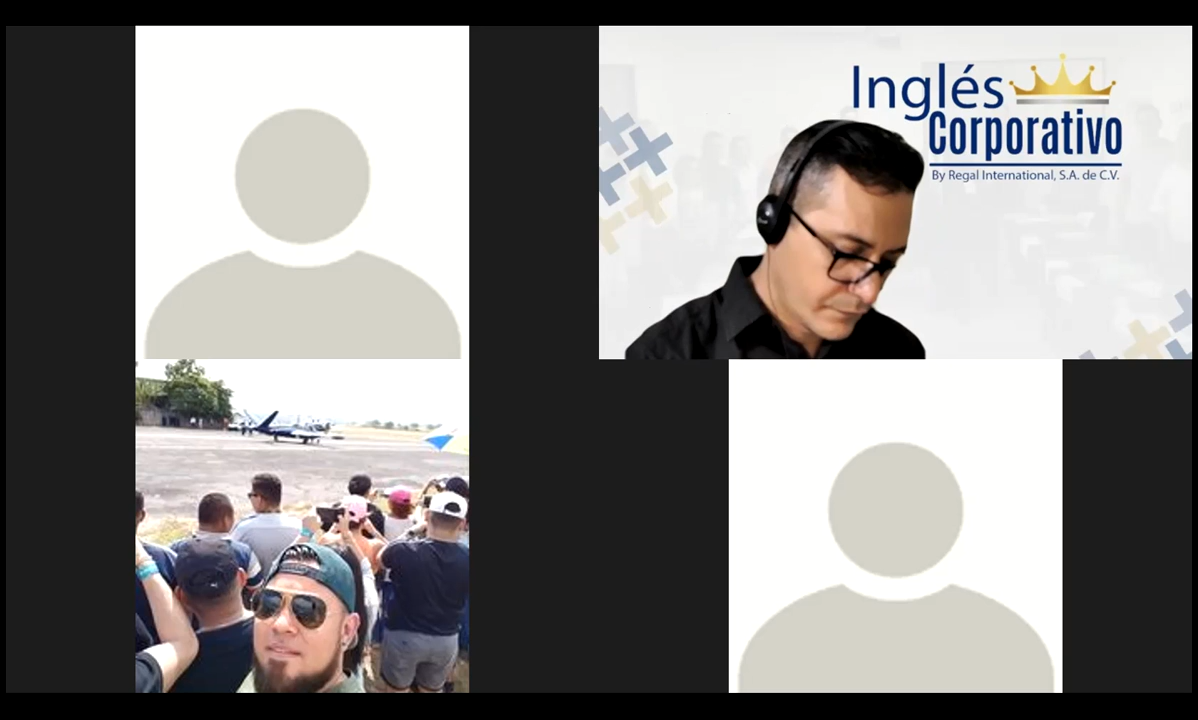 Inglés
Corporativo
By Regal International, S.A. de C.V.